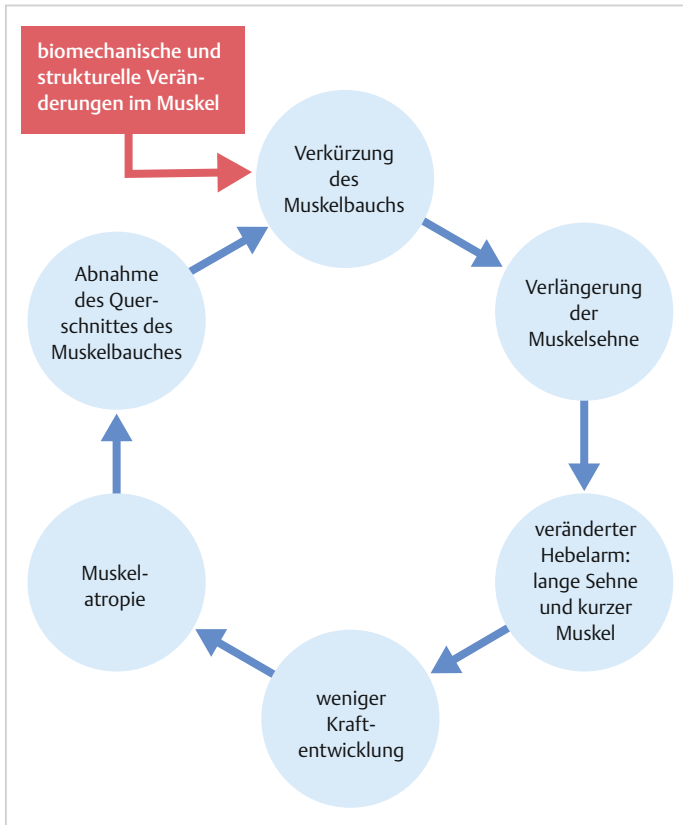 biomechanische und
strukturelle Verän-
derungen im Muskel
Verkürzung
des
Muskelbauchs
Verlängerung
der
Muskelsehne
veränderter
Hebelarm:
lange Sehne
und kurzer
Muskel
weniger
Kraft-
entwicklung
Muskel-
atropie
Abnahme
des Quer-
schnittes des
Muskelbauches